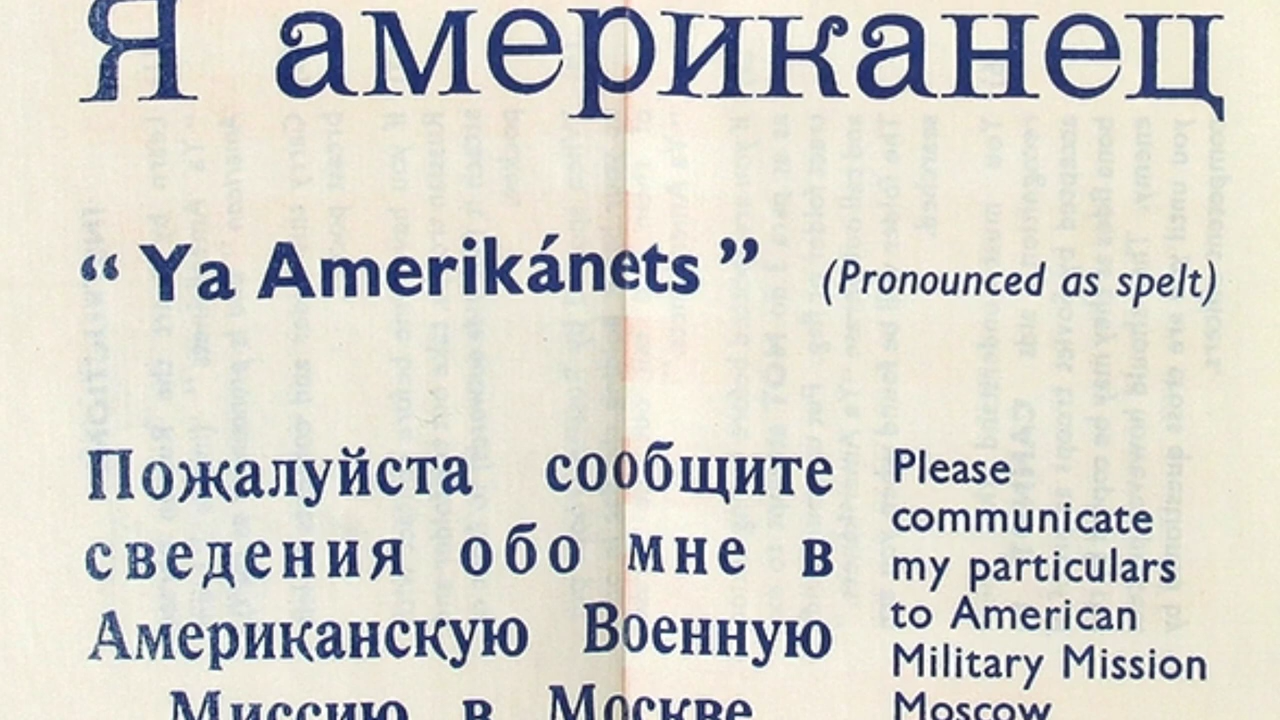 Я американец
“ Ya Amerikánets ” (Pronounced as spelt)
Пожалуйста сообщите
сведения обо мне в
Американскую Военную
Миссию в Москве
Please
communicate
my particulars
to American
Military Mission
Moscow